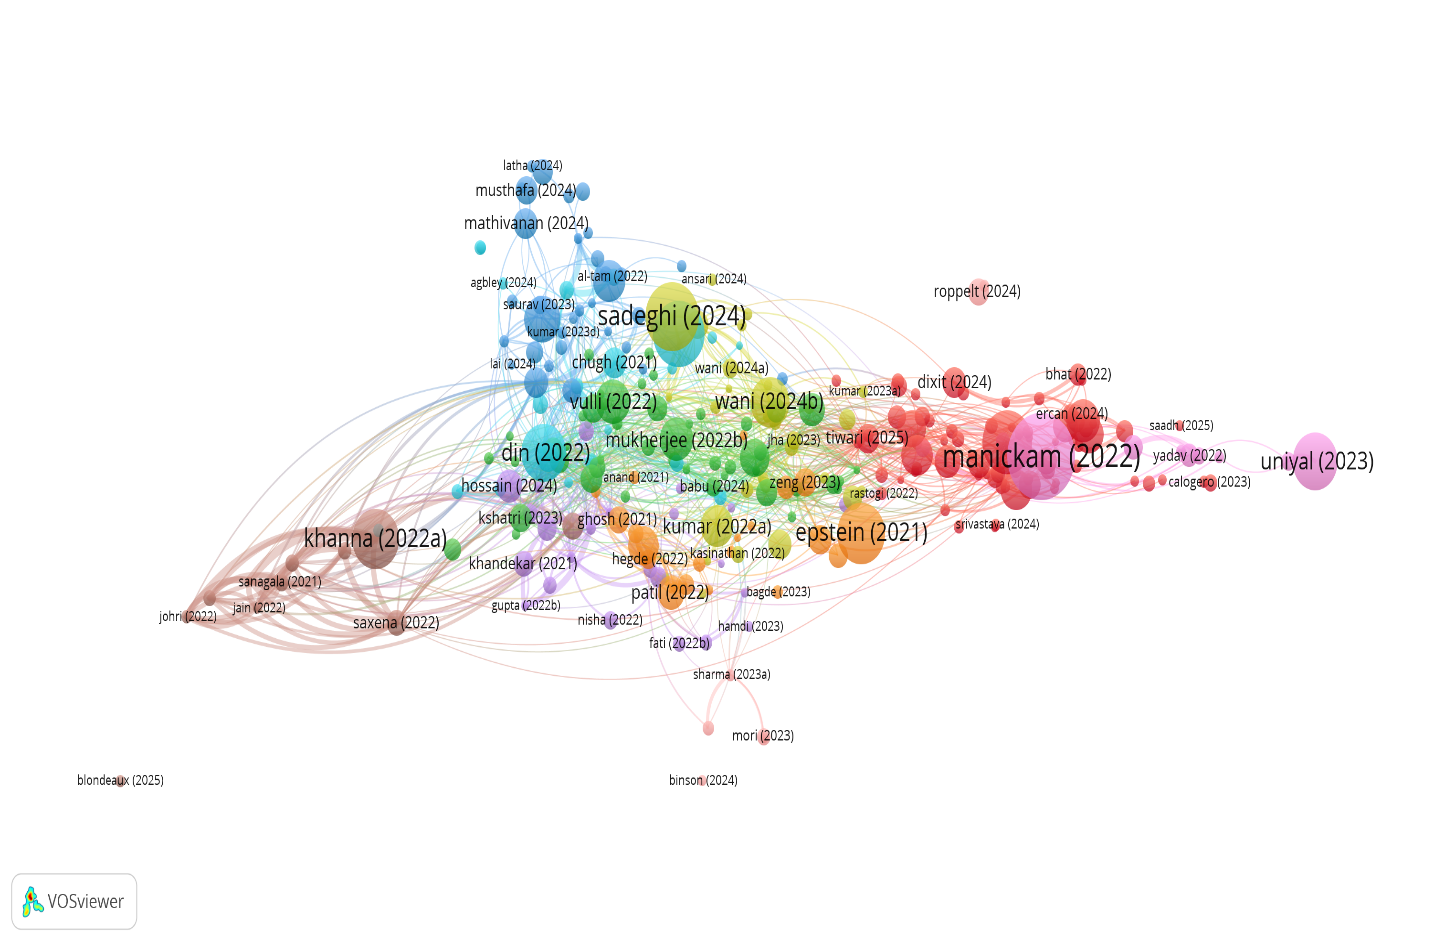 latha (2024)
musthafa (2024)
mathivanan (2024)
al-tam (2022)
ansari (2024)
agbley (2024)
roppelt (2024)
saurav (2023)
sadeghi (2024)
kumar (2023d)
lai (2024)
chugh (2021)
wani (2024a)
bhat (2022)
dixit (2024)
kumar (2023a)
vulli (2022)
wani (2024b)
ercan (2024)
saadh (2025)
mukherjee (2022b)
jha (2023)
tiwari (2025)
din (2022)
manickam (2022)
yadav (2022)
uniyal (2023)
anand (2021)
hossain (2024)
babu (2024)
zeng (2023)
calogero (2023)
rastogi (2022)
kshatri (2023)
ghosh (2021)
kumar (2022a)
srivastava (2024)
epstein (2021)
khanna (2022a)
kasinathan (2022)
hegde (2022)
khandekar (2021)
sanagala (2021)
patil (2022)
bagde (2023)
gupta (2022b)
jain (2022)
johri (2022)
saxena (2022)
nisha (2022)
hamdi (2023)
fati (2022b)
sharma (2023a)
mori (2023)
blondeaux (2025)
binson (2024)
VOSviewer